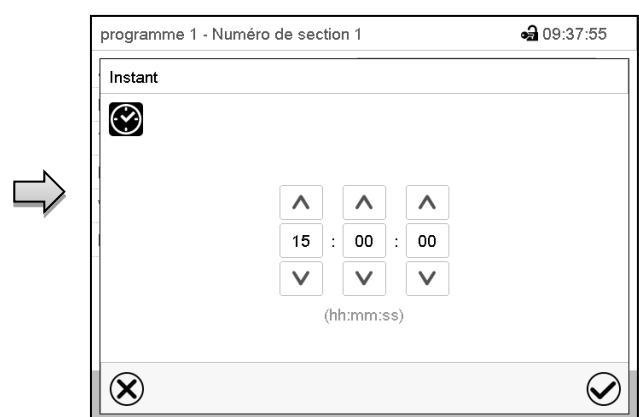 programme 1 - Numéro de section 1 09:37:55
Instant
15 : 00 : 00
(hh:mm:ss)